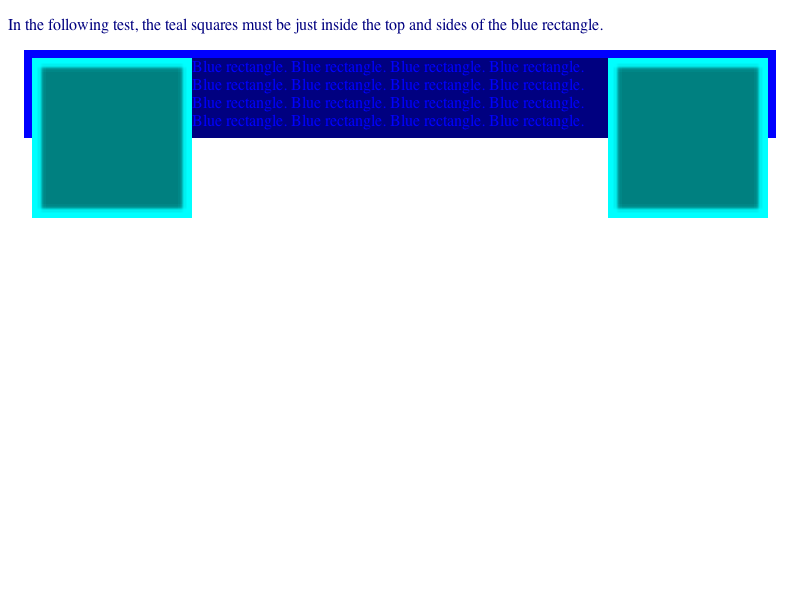 In the following test, the teal squares must be just inside the top and sides of the blue rectangle.
Blue rectangle. Blue rectangle. Blue rectangle. Blue rectangle.
Blue rectangle. Blue rectangle. Blue rectangle. Blue rectangle.
Blue rectangle. Blue rectangle. Blue rectangle. Blue rectangle.
Blue rectangle. Blue rectangle. Blue rectangle. Blue rectangle.